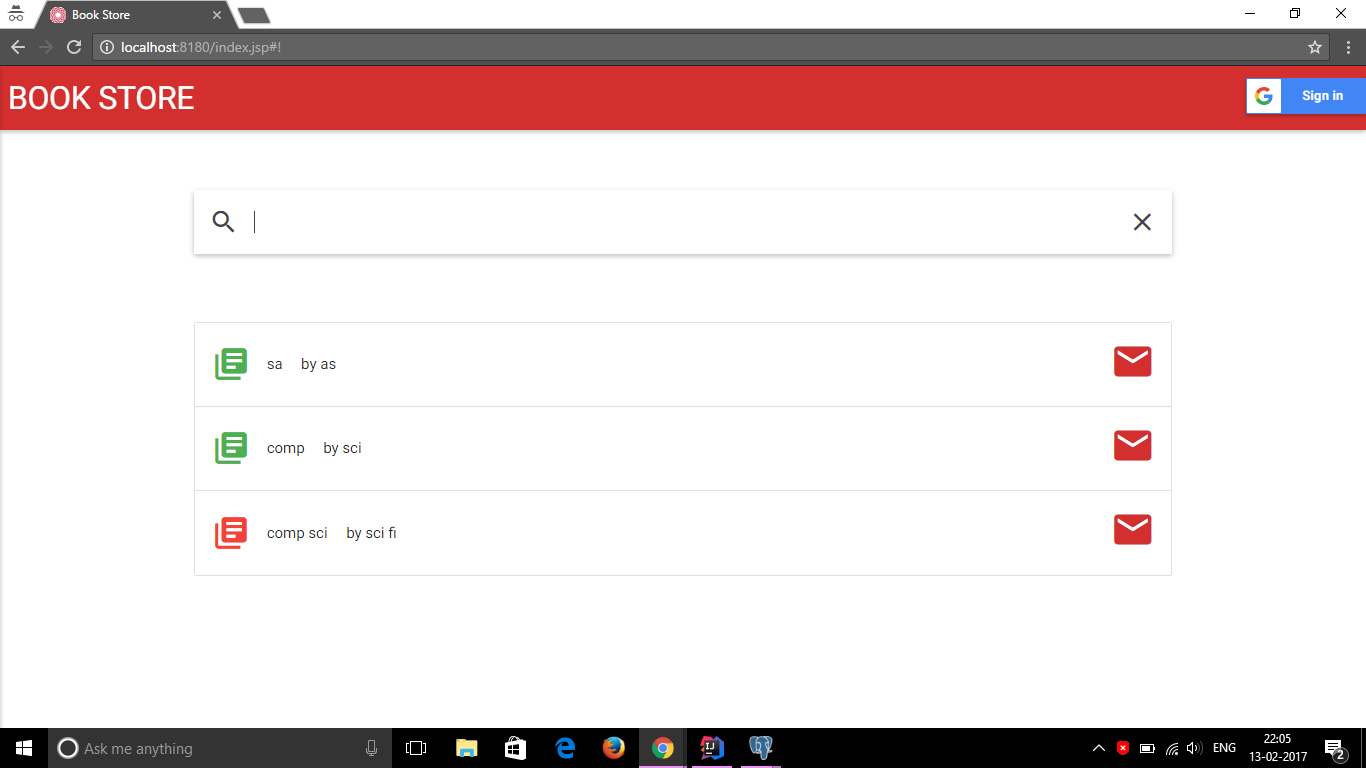 Book Store
localhost:8180/index.jsp#!
BOOK STORE
Sign in
sa by as
comp by sci
comp sci by sci fi
Ask me anything
ENG
22:05
13-02-2017
2